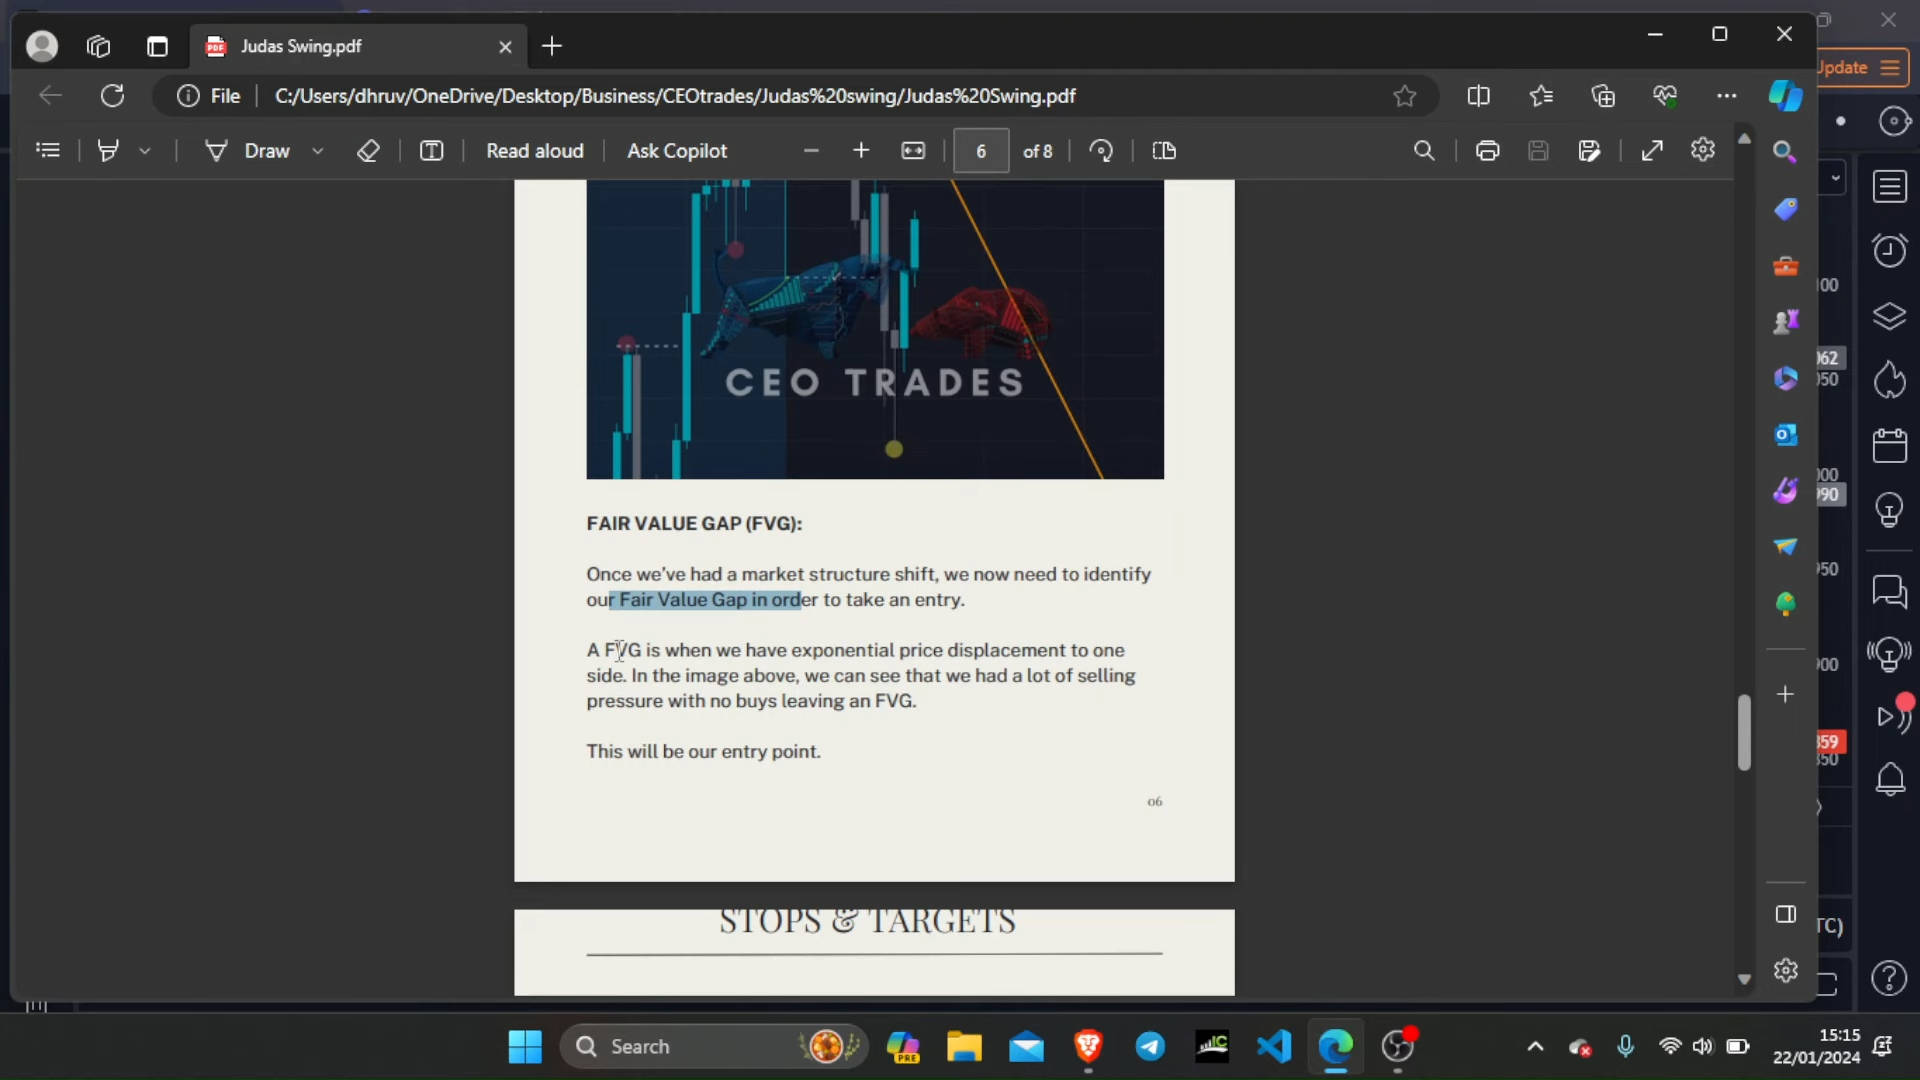 Judas Swing.pdf
Update
File
C:/Users/dhruv/OneDrive/Desktop/Business/CEOtrades/Judas%20swing/Judas%20Swing.pdf
Draw
Read aloud
Ask Copilot
6 of 8
CEO TRADES
FAIR VALUE GAP (FVG):
Once we've had a market structure shift, we now need to identify
our Fair Value Gap in order to take an entry.
A FVG is when we have exponential price displacement to one
side. In the image above, we can see that we had a lot of selling
pressure with no buys leaving an FVG.
This will be our entry point.
06
STOPS & TARGETS
Search
PRE
15:15
22/01/2024